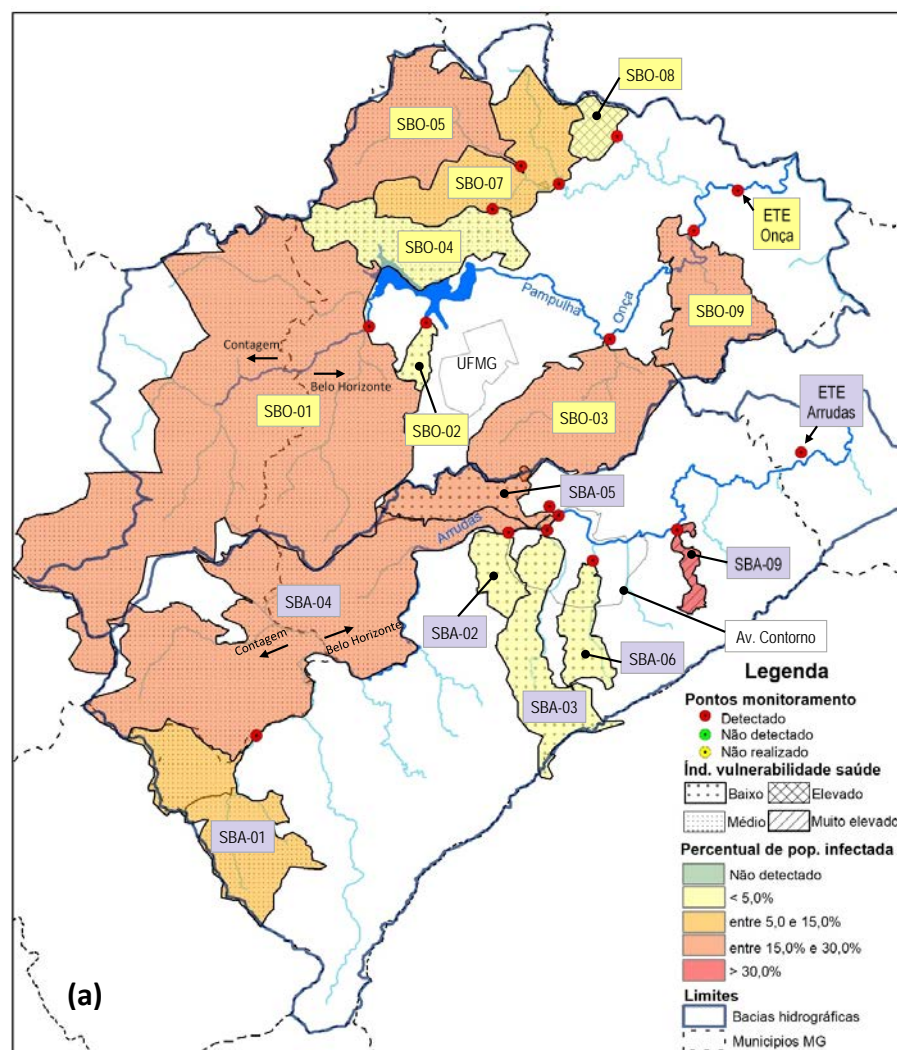 SBO-08
SBO-05
SBO-07
ETE
Onça
SBO-04
Pampulha
Onça
SBO-09
Contagem
UFMG
Belo Horizonte
ETE
Arrudas
SBO-01
SBO-02
SBO-03
SBA-05
Arrudas
SBA-09
SBA-04
SBA-02
Contagem
Belo Horizonte
Av. Contorno
SBA-06
SBA-03
SBA-01
(a)
Legenda
Pontos monitoramento
Detectado
Não detectado
Não realizado
Índ. vulnerabilidade saúde
Baixo
Elevado
Médio
Muito elevado
Percentual de pop. infectada
Não detectado
< 5,0%
entre 5,0 e 15,0%
entre 15,0% e 30,0%
> 30,0%
Limites
Bacias hidrográficas
Municipios MG